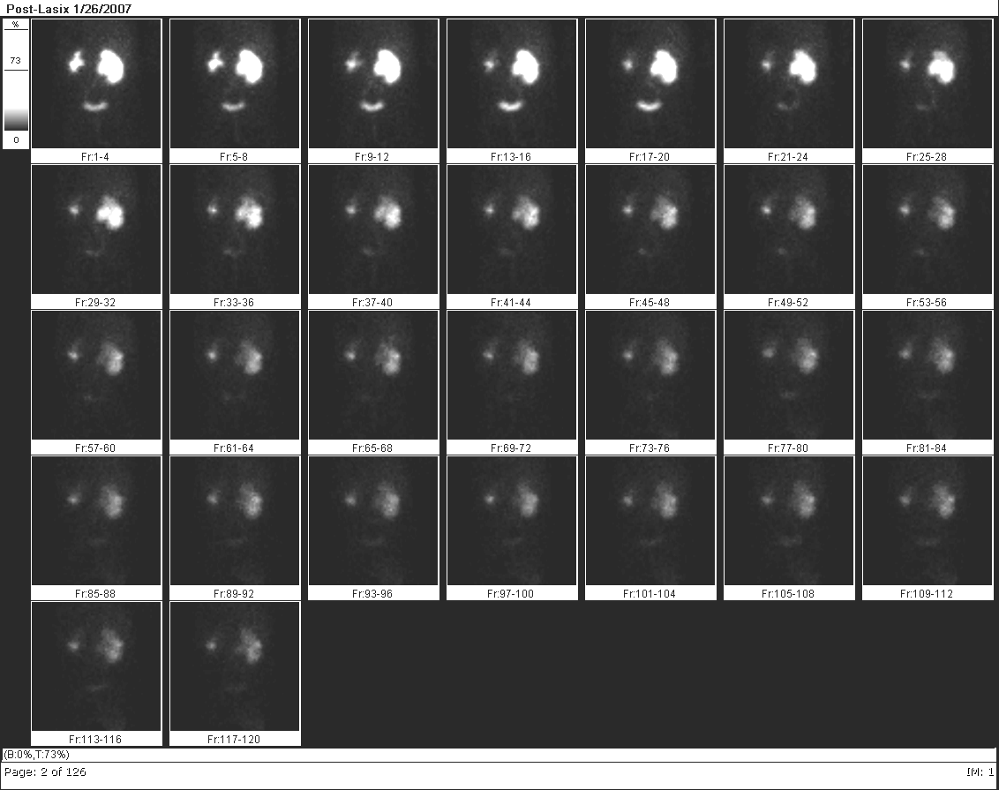 Post-Lasix 1/26/2007
%
73
0
Fr:1-4 Fr:5-8 Fr:9-12 Fr:13-16 Fr:17-20 Fr:21-24 Fr:25-28
Fr:29-32 Fr:33-36 Fr:37-40 Fr:41-44 Fr:45-48 Fr:49-52 Fr:53-56
Fr:57-60 Fr:61-64 Fr:65-68 Fr:69-72 Fr:73-76 Fr:77-80 Fr:81-84
Fr:85-88 Fr:89-92 Fr:93-96 Fr:97-100 Fr:101-104 Fr:105-108 Fr:109-112
Fr:113-116 Fr:117-120
(B:0%,T:73%)
Page: 2 of 126 IM: 1